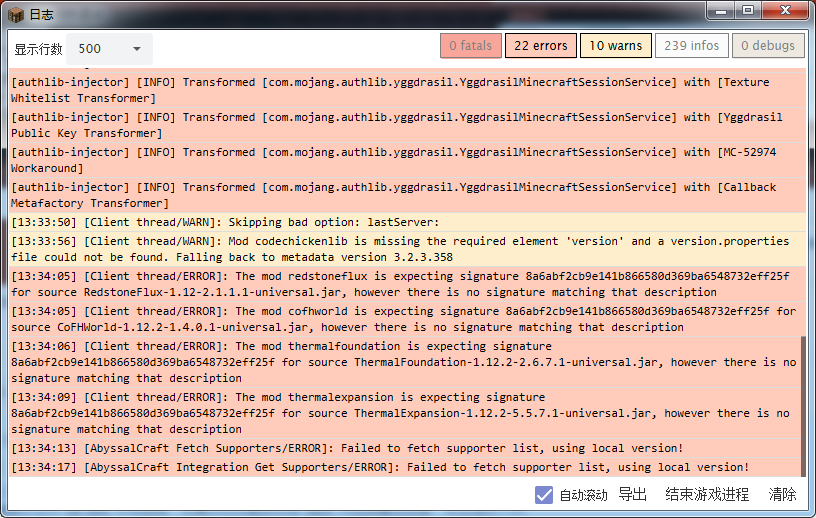 日志
显示行数 500 0 fatals 22 errors 10 warns 239 infos 0 debugs
[authlib-injector] [INFO] Transformed [com.mojang.authlib.yggdrasil.YggdrasilMinecraftSessionService] with [Texture
Whitelist Transformer]
[authlib-injector] [INFO] Transformed [com.mojang.authlib.yggdrasil.YggdrasilMinecraftSessionService] with [Yggdrasil
Public Key Transformer]
[authlib-injector] [INFO] Transformed [com.mojang.authlib.yggdrasil.YggdrasilMinecraftSessionService] with [MC-52974
Workaround]
[authlib-injector] [INFO] Transformed [com.mojang.authlib.yggdrasil.YggdrasilMinecraftSessionService] with [Callback
Metafactory Transformer]
[13:33:50] [Client thread/WARN]: Skipping bad option: lastServer:
[13:33:56] [Client thread/WARN]: Mod codechickenlib is missing the required element 'version' and a version.properties
file could not be found. Falling back to metadata version 3.2.3.358
[13:34:05] [Client thread/ERROR]: The mod redstoneflux is expecting signature 8a6abf2cb9e141b866580d369ba6548732eff25f
for source RedstoneFlux-1.12-2.1.1.1-universal.jar, however there is no signature matching that description
[13:34:05] [Client thread/ERROR]: The mod cofhworld is expecting signature 8a6abf2cb9e141b866580d369ba6548732eff25f for
source CoFHWorld-1.12.2-1.4.0.1-universal.jar, however there is no signature matching that description
[13:34:06] [Client thread/ERROR]: The mod thermalfoundation is expecting signature
8a6abf2cb9e141b866580d369ba6548732eff25f for source ThermalFoundation-1.12.2-2.6.7.1-universal.jar, however there is no
signature matching that description
[13:34:09] [Client thread/ERROR]: The mod thermalexpansion is expecting signature
8a6abf2cb9e141b866580d369ba6548732eff25f for source ThermalExpansion-1.12.2-5.5.7.1-universal.jar, however there is no
signature matching that description
[13:34:13] [AbyssalCraft Fetch Supporters/ERROR]: Failed to fetch supporter list, using local version!
[13:34:17] [AbyssalCraft Integration Get Supporters/ERROR]: Failed to fetch supporter list, using local version!
自动滚动 导出 结束游戏进程 清除